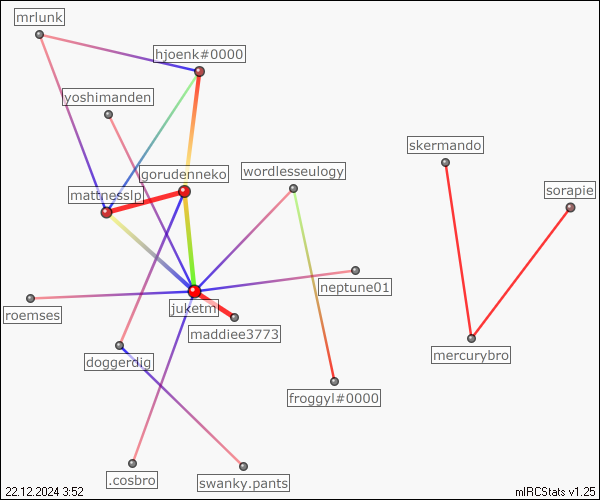 mrlunk
hjoenk#0000
yoshimanden
skermando
gorudenneko
wordlesseulogy
mattnesslp
sorapie
neptune01
roemses
juketm
maddiee3773
doggerdig
mercurybro
froggyl#0000
.cosbro
swanky.pants
22.12.2024 3:52
mIRCStats v1.25